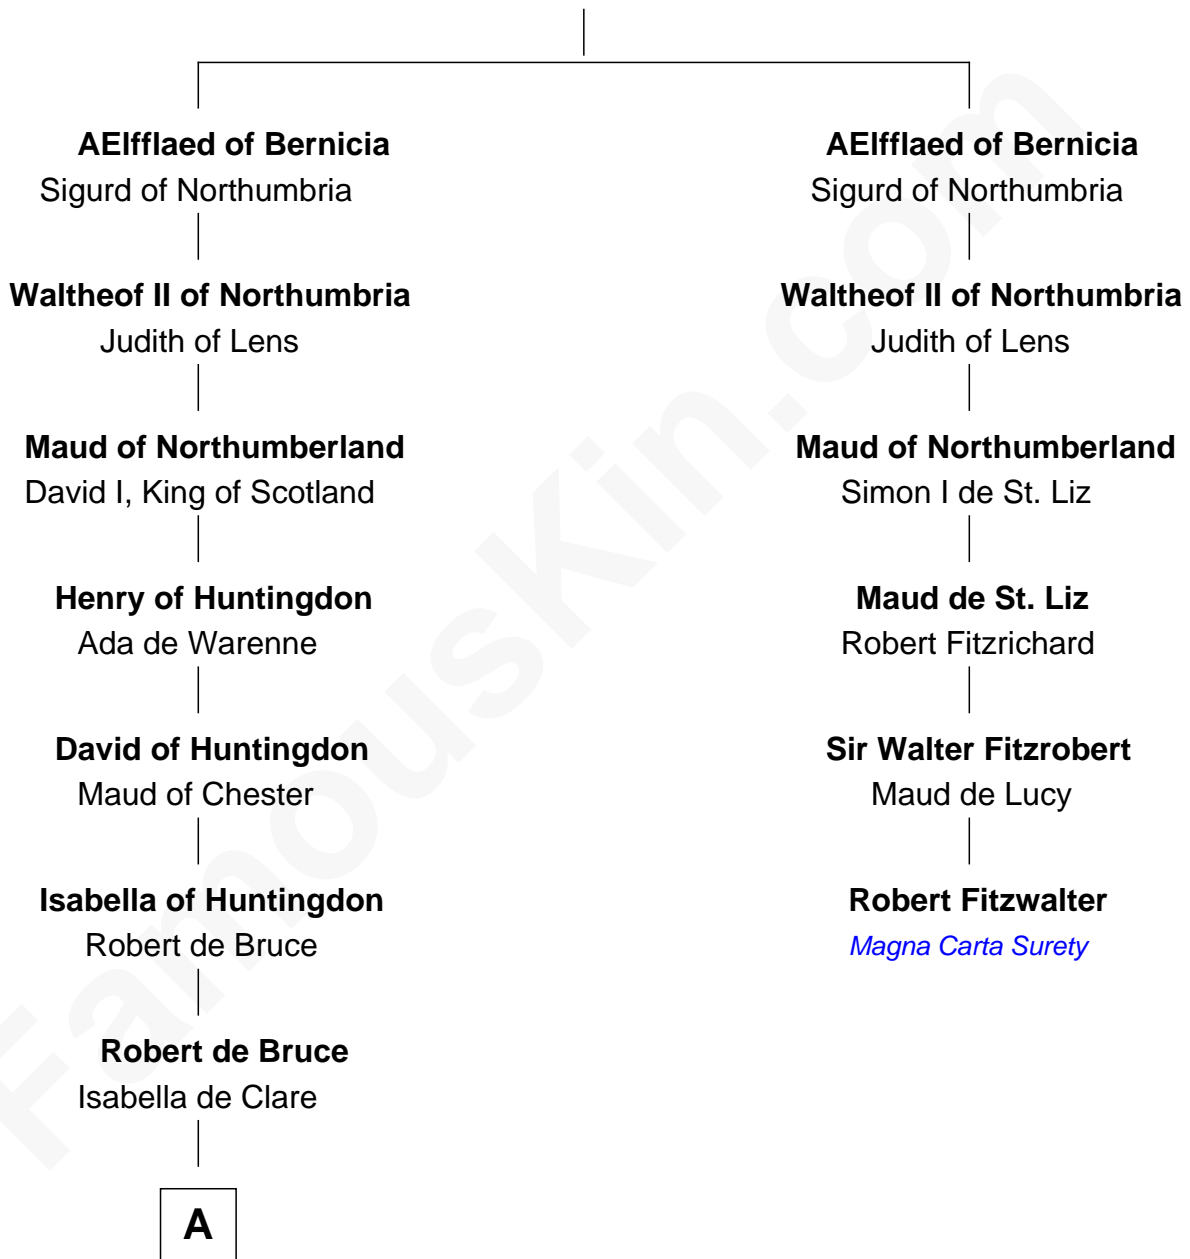 AElfflaed of Bernicia
Sigurd of Northumbria
Waltheof II of Northumbria
Judith of Lens
Maud of Northumberland
David I, King of Scotland
Henry of Huntingdon
Ada de Warenne
David of Huntingdon
Maud of Chester
Isabella of Huntingdon
Robert de Bruce
Robert de Bruce
Isabella de Clare
A
AElfflaed of Bernicia
Sigurd of Northumbria
Waltheof II of Northumbria
Judith of Lens
Maud of Northumberland
Simon I de St. Liz
Maud de St. Liz
Robert Fitzrichard
Sir Walter Fitzrobert
Maud de Lucy
Robert Fitzwalter
Magna Carta Surety
FamousKin.com